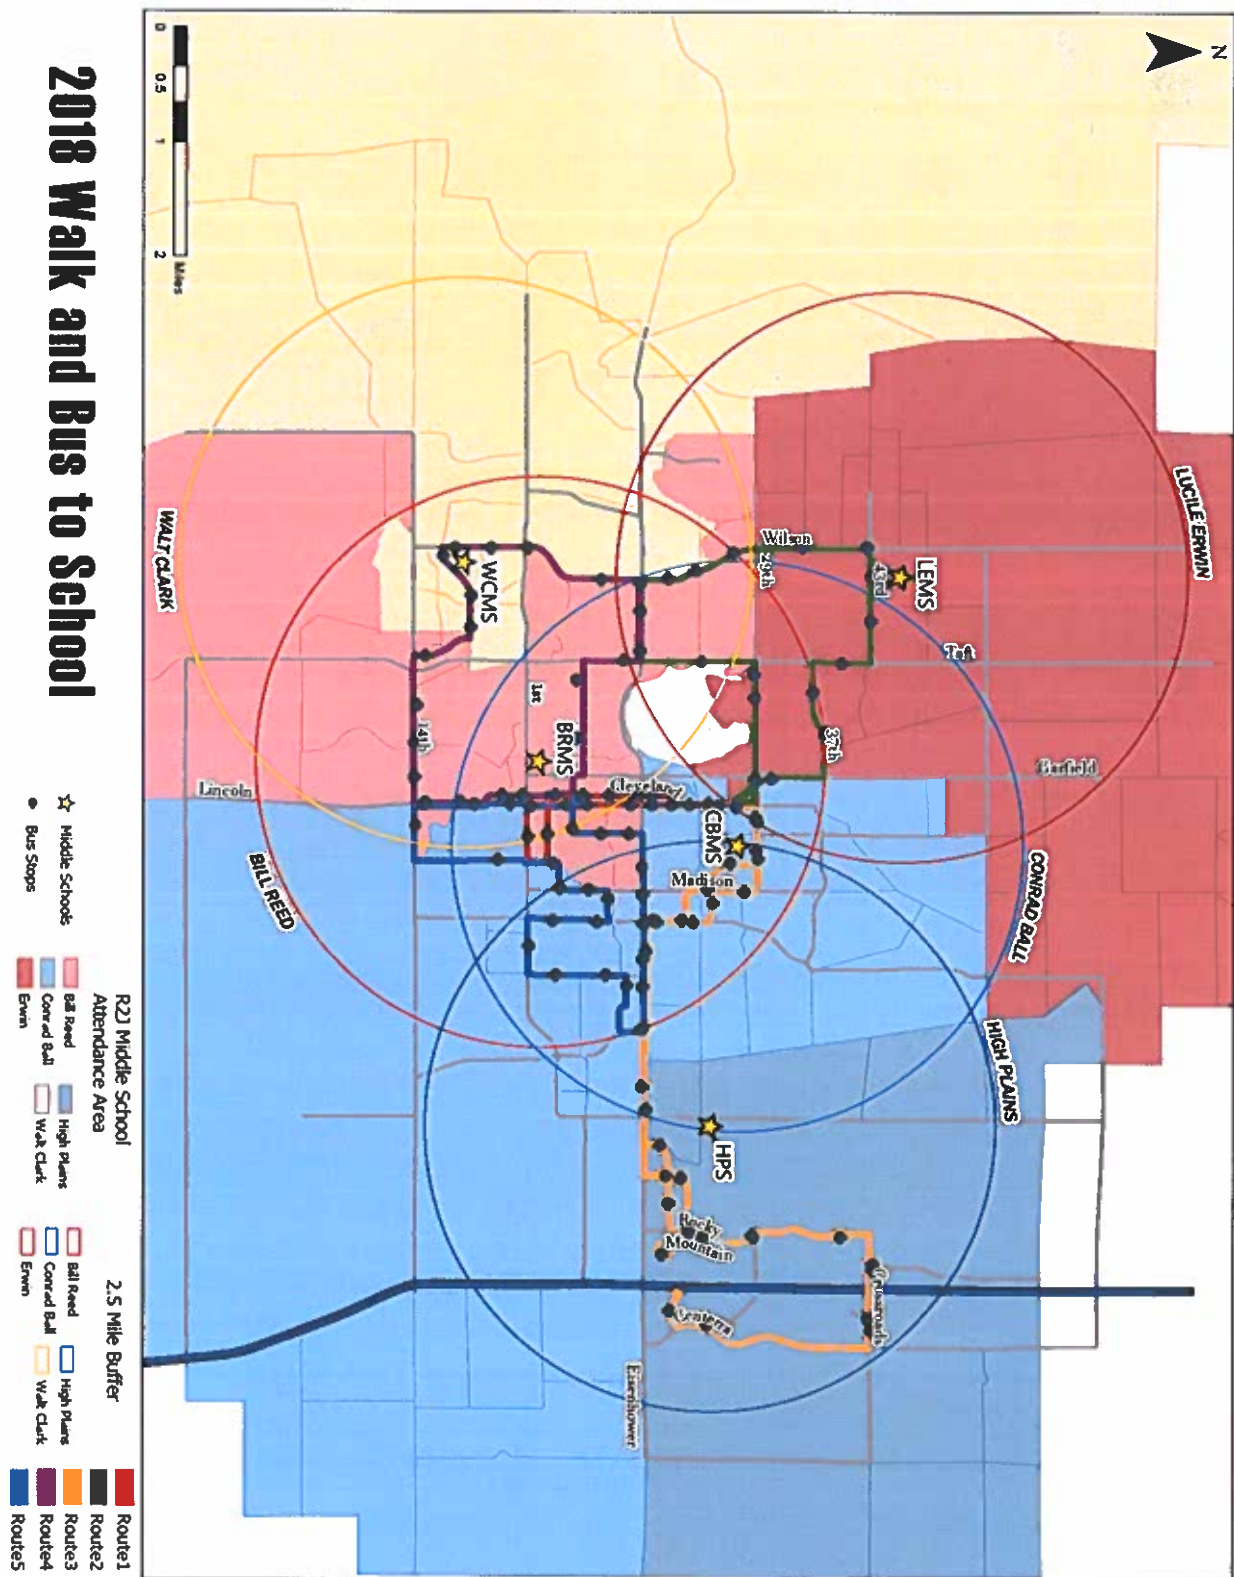 N
LUCILE ERWIN
LEMS
43rd
Wilson
29th
Taft
37th
Garfield
CONRAD BALL
WALT CLARK
WCMS
1st
14th
BRMS
Cleveland
CBMS
Madison
Lincoln
BILL REED
HIGH PLAINS
HPS
Rocky
Mountain
Crossroads
Centerra
Eisenhower
0 0.5 1 2
Miles
2018 Walk and Bus to School
Middle Schools
Bus Stops
R2J Middle School
Attendance Area
Bill Reed
Conrad Ball
Erwin
High Plains
Walt Clark
2.5 Mile Buffer
Bill Reed
Conrad Ball
Erwin
High Plains
Walt Clark
Route1
Route2
Route3
Route4
Route5